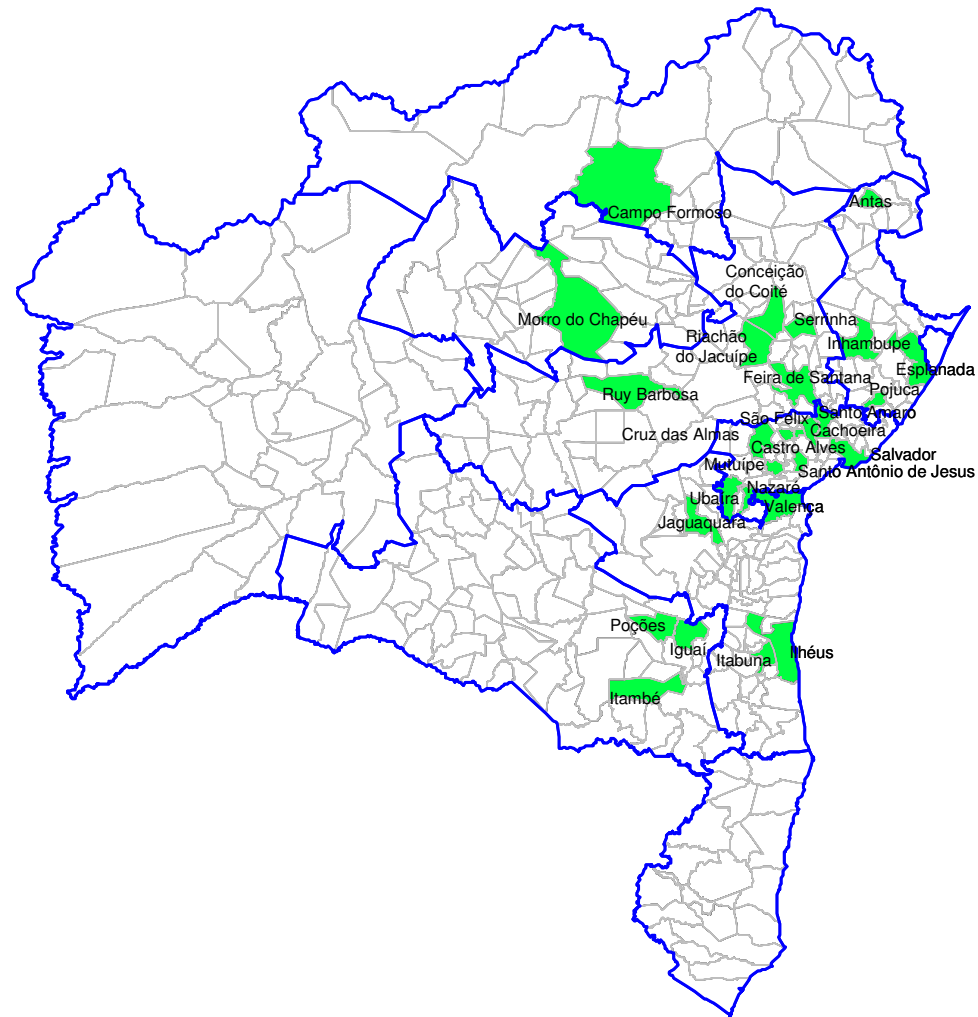 Antas
Campo Formoso
Conceição
do Coité
Morro do Chapéu
Serrinha
Riachão
do Jacuípe
Inhambupe
Esplanada
Feira de Santana
Pojuca
Ruy Barbosa
Santo Amaro
São Felix
Cachoeira
Cruz das Almas
Castro Alves
Salvador
Mutuípe
Santo Antônio de Jesus
Nazaré
Ubaíra
Valença
Jaguaquara
Poções
Iguaí
Itabuna
Ilhéus
Itambé